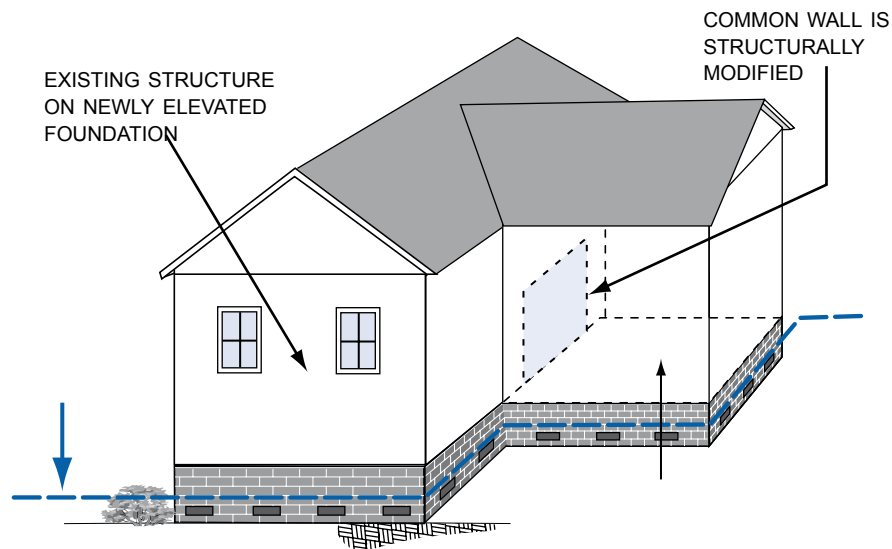 COMMON WALL IS
STRUCTURALLY
MODIFIED
EXISTING STRUCTURE
ON NEWLY ELEVATED
FOUNDATION